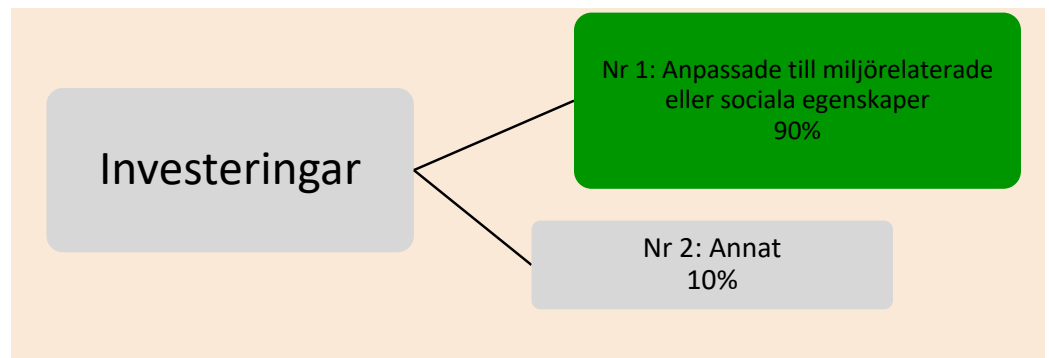 Nr 1: Anpassade till miljörelaterade
eller sociala egenskaper
90%
Investeringar
Nr 2: Annat
10%